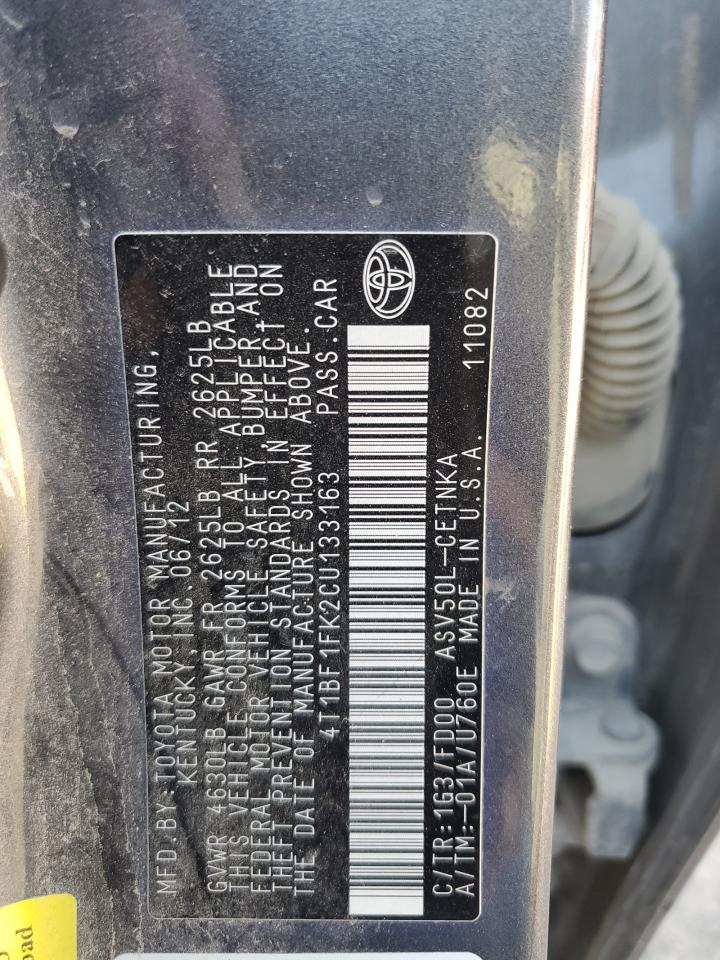 MFD.BY:TOYOTA MOTOR MANUFACTURING,
KENTUCKY, INC. 06/12
GVWR 4630LB GAWR FR 2625LB RR 2625LB
THIS VEHICLE CONFORMS TO ALL APPLICABLE
FEDERAL MOTOR VEHICLE SAFETY, BUMPER, AND
THEFT PREVENTION STANDARDS IN EFFECT ON
THE DATE OF MANUFACTURE SHOWN ABOVE.
4T1BF1FK2CU133163 PASS.CAR
C/TR:1G3/FD00 ASV50L-CETNKA
A/TM:-01A/U760E MADE IN U.S.A. 11082
oad